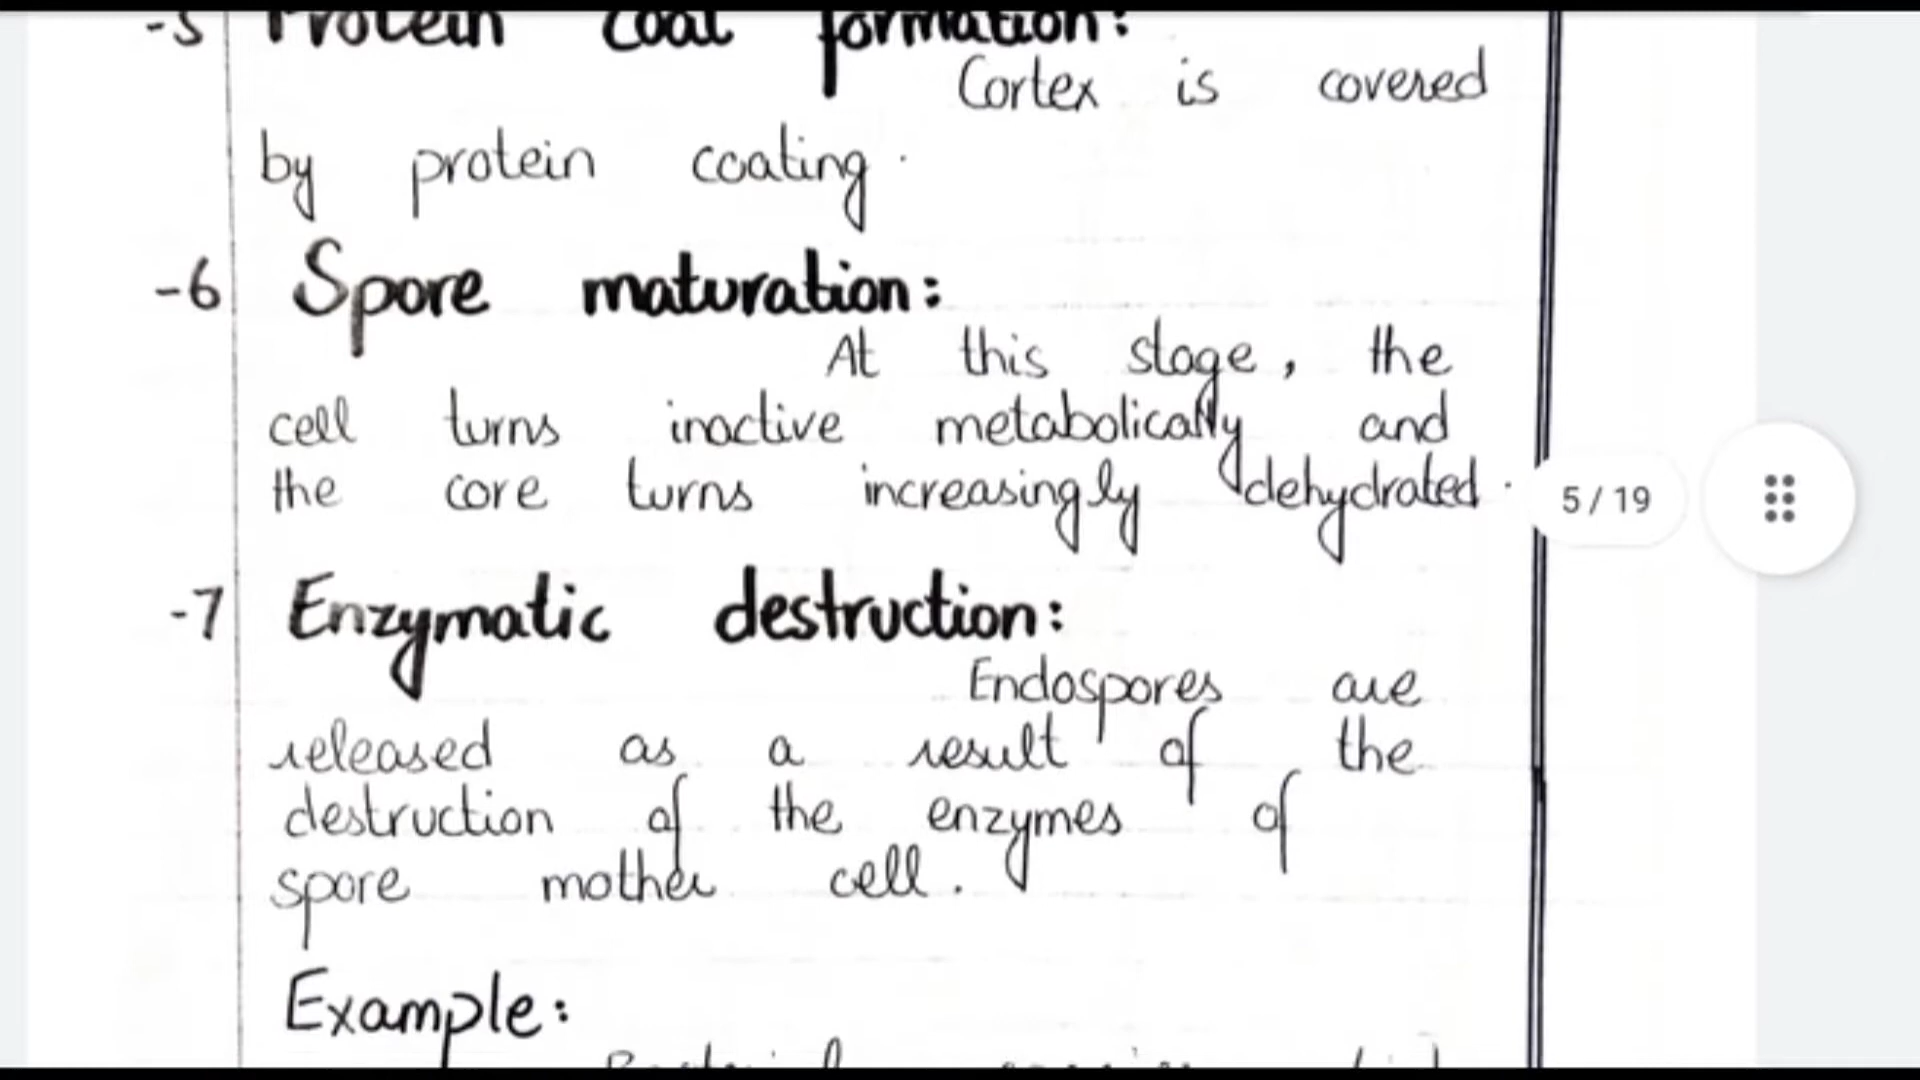 -5 Protein coat formation:
Cortex is covered
by protein coating.
-6 Spore maturation:
At this stage, the
cell turns inactive metabolically and
the core turns increasingly dehydrated.
5 / 19
-7 Enzymatic destruction:
Endospores are
released as a result of the
destruction of the enzymes of
spore mother cell.
Example: